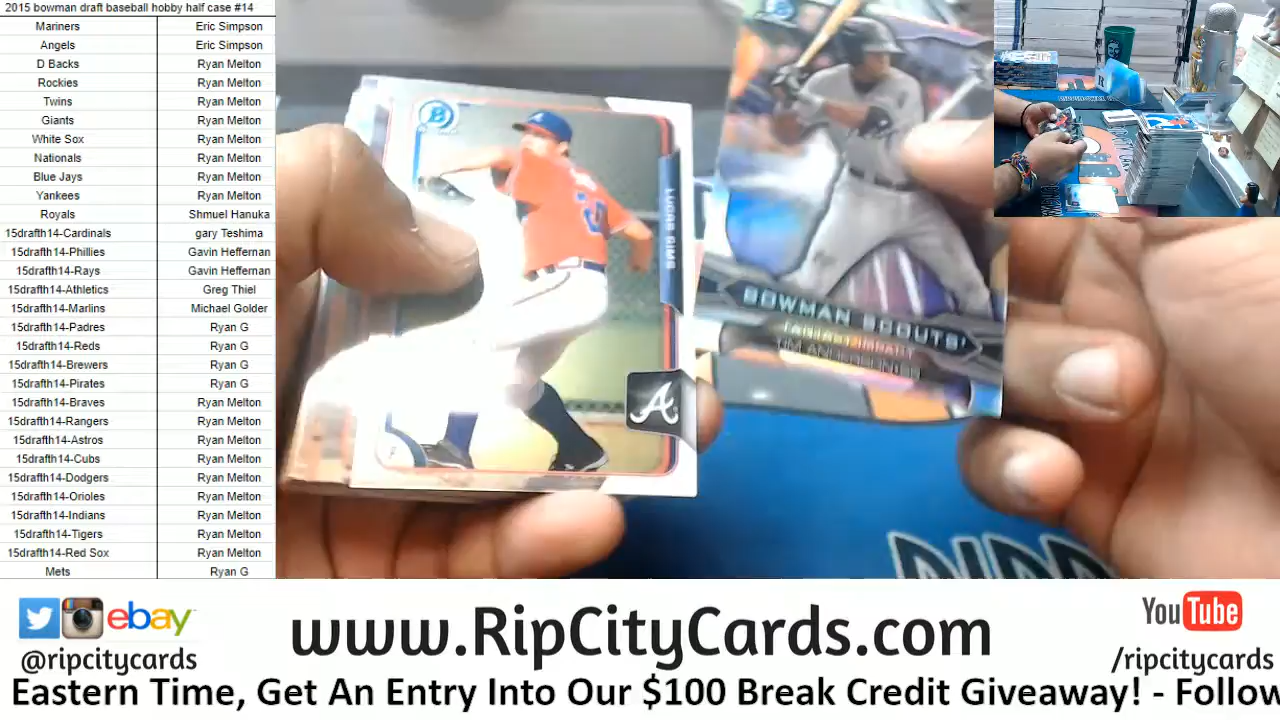 2015 bowman draft baseball hobby half case #14
Mariners Eric Simpson
Angels Eric Simpson
D Backs Ryan Melton
Rockies Ryan Melton
Twins Ryan Melton
Giants Ryan Melton
White Sox Ryan Melton
Nationals Ryan Melton
Blue Jays Ryan Melton
Yankees Ryan Melton
Royals Shmuel Hanuka
15drafth14-Cardinals gary Teshima
15drafth14-Phillies Gavin Heffernan
15drafth14-Rays Gavin Heffernan
15drafth14-Athletics Greg Thiel
15drafth14-Marlins Michael Golder
15drafth14-Padres Ryan G
15drafth14-Reds Ryan G
15drafth14-Brewers Ryan G
15drafth14-Pirates Ryan G
15drafth14-Braves Ryan Melton
15drafth14-Rangers Ryan Melton
15drafth14-Astros Ryan Melton
15drafth14-Cubs Ryan Melton
15drafth14-Dodgers Ryan Melton
15drafth14-Orioles Ryan Melton
15drafth14-Indians Ryan Melton
15drafth14-Tigers Ryan Melton
15drafth14-Red Sox Ryan Melton
Mets Ryan G
B
LUCAS SIMS
A
BOWMAN SCOUTS'
ebay
@ripcitycards
www.RipCityCards.com
YouTube
/ripcitycards
Eastern Time, Get An Entry Into Our $100 Break Credit Giveaway! - Follow